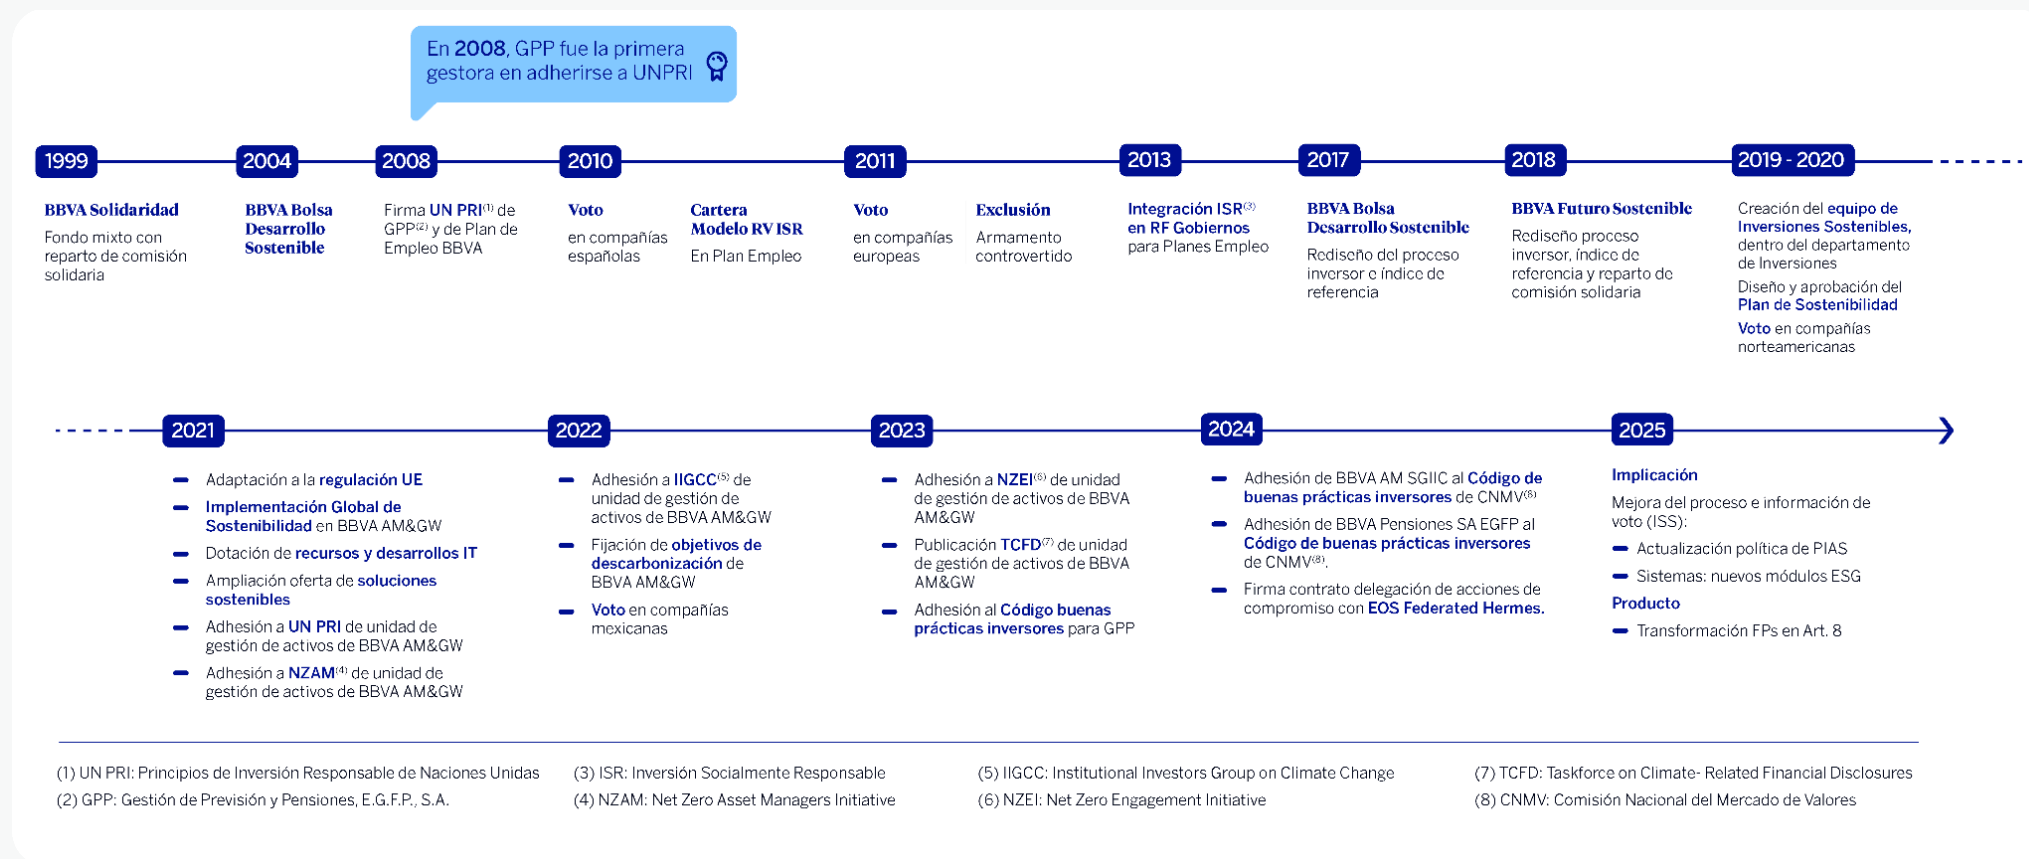 En 2008, GPP fue la primera
gestora en adherirse a UNPRI
1999
BBVA Solidaridad
Fondo mixto con
reparto de comisión
solidaria
2004
BBVA Bolsa
Desarrollo
Sostenible
2008
Firma UN PRI(1) de
GPP(2) y de Plan de
Empleo BBVA
2010
Voto
en compañías
españolas
Cartera
Modelo RV ISR
En Plan Empleo
2011
Voto
en compañías
europeas
Exclusión
Armamento
controvertido
2013
Integración ISR(3)
en RF Gobiernos
para Planes Empleo
2017
BBVA Bolsa
Desarrollo Sostenible
Rediseño del proceso
inversor e índice de
referencia
2018
BBVA Futuro Sostenible
Rediseño proceso
inversor, índice de
referencia y reparto de
comisión solidaria
2019 - 2020
Creación del equipo de
Inversiones Sostenibles,
dentro del departamento
de Inversiones
Diseño y aprobación del
Plan de Sostenibilidad
Voto en compañías
norteamericanas
2021
Adaptación a la regulación UE
Implementación Global de
Sostenibilidad en BBVA AM&GW
Dotación de recursos y desarrollos IT
Ampliación oferta de soluciones
sostenibles
Adhesión a UN PRI de unidad de
gestión de activos de BBVA AM&GW
Adhesión a NZAM(4) de unidad de
gestión de activos de BBVA AM&GW
2022
Adhesión a IIGCC(5) de
unidad de gestión de
activos de BBVA AM&GW
Fijación de objetivos de
descarbonización de
BBVA AM&GW
Voto en compañías
mexicanas
2023
Adhesión a NZEI(6) de unidad
de gestión de activos de BBVA
AM&GW
Publicación TCFD(7) de unidad
de gestión de activos de BBVA
AM&GW
Adhesión al Código buenas
prácticas inversores para GPP
2024
Adhesión de BBVA AM SGIIC al Código de
buenas prácticas inversores de CNMV(8)
Adhesión de BBVA Pensiones SA EGFP al
Código de buenas prácticas inversores
de CNMV(8).
Firma contrato delegación de acciones de
compromiso con EOS Federated Hermes.
2025
Implicación
Mejora del proceso e información de
voto (ISS):
Actualización política de PIAS
Sistemas: nuevos módulos ESG
Producto
Transformación FPs en Art. 8
(1) UN PRI: Principios de Inversión Responsable de Naciones Unidas
(2) GPP: Gestión de Previsión y Pensiones, E.G.F.P., S.A.
(3) ISR: Inversión Socialmente Responsable
(4) NZAM: Net Zero Asset Managers Initiative
(5) IIGCC: Institutional Investors Group on Climate Change
(6) NZEI: Net Zero Engagement Initiative
(7) TCFD: Taskforce on Climate- Related Financial Disclosures
(8) CNMV: Comisión Nacional del Mercado de Valores